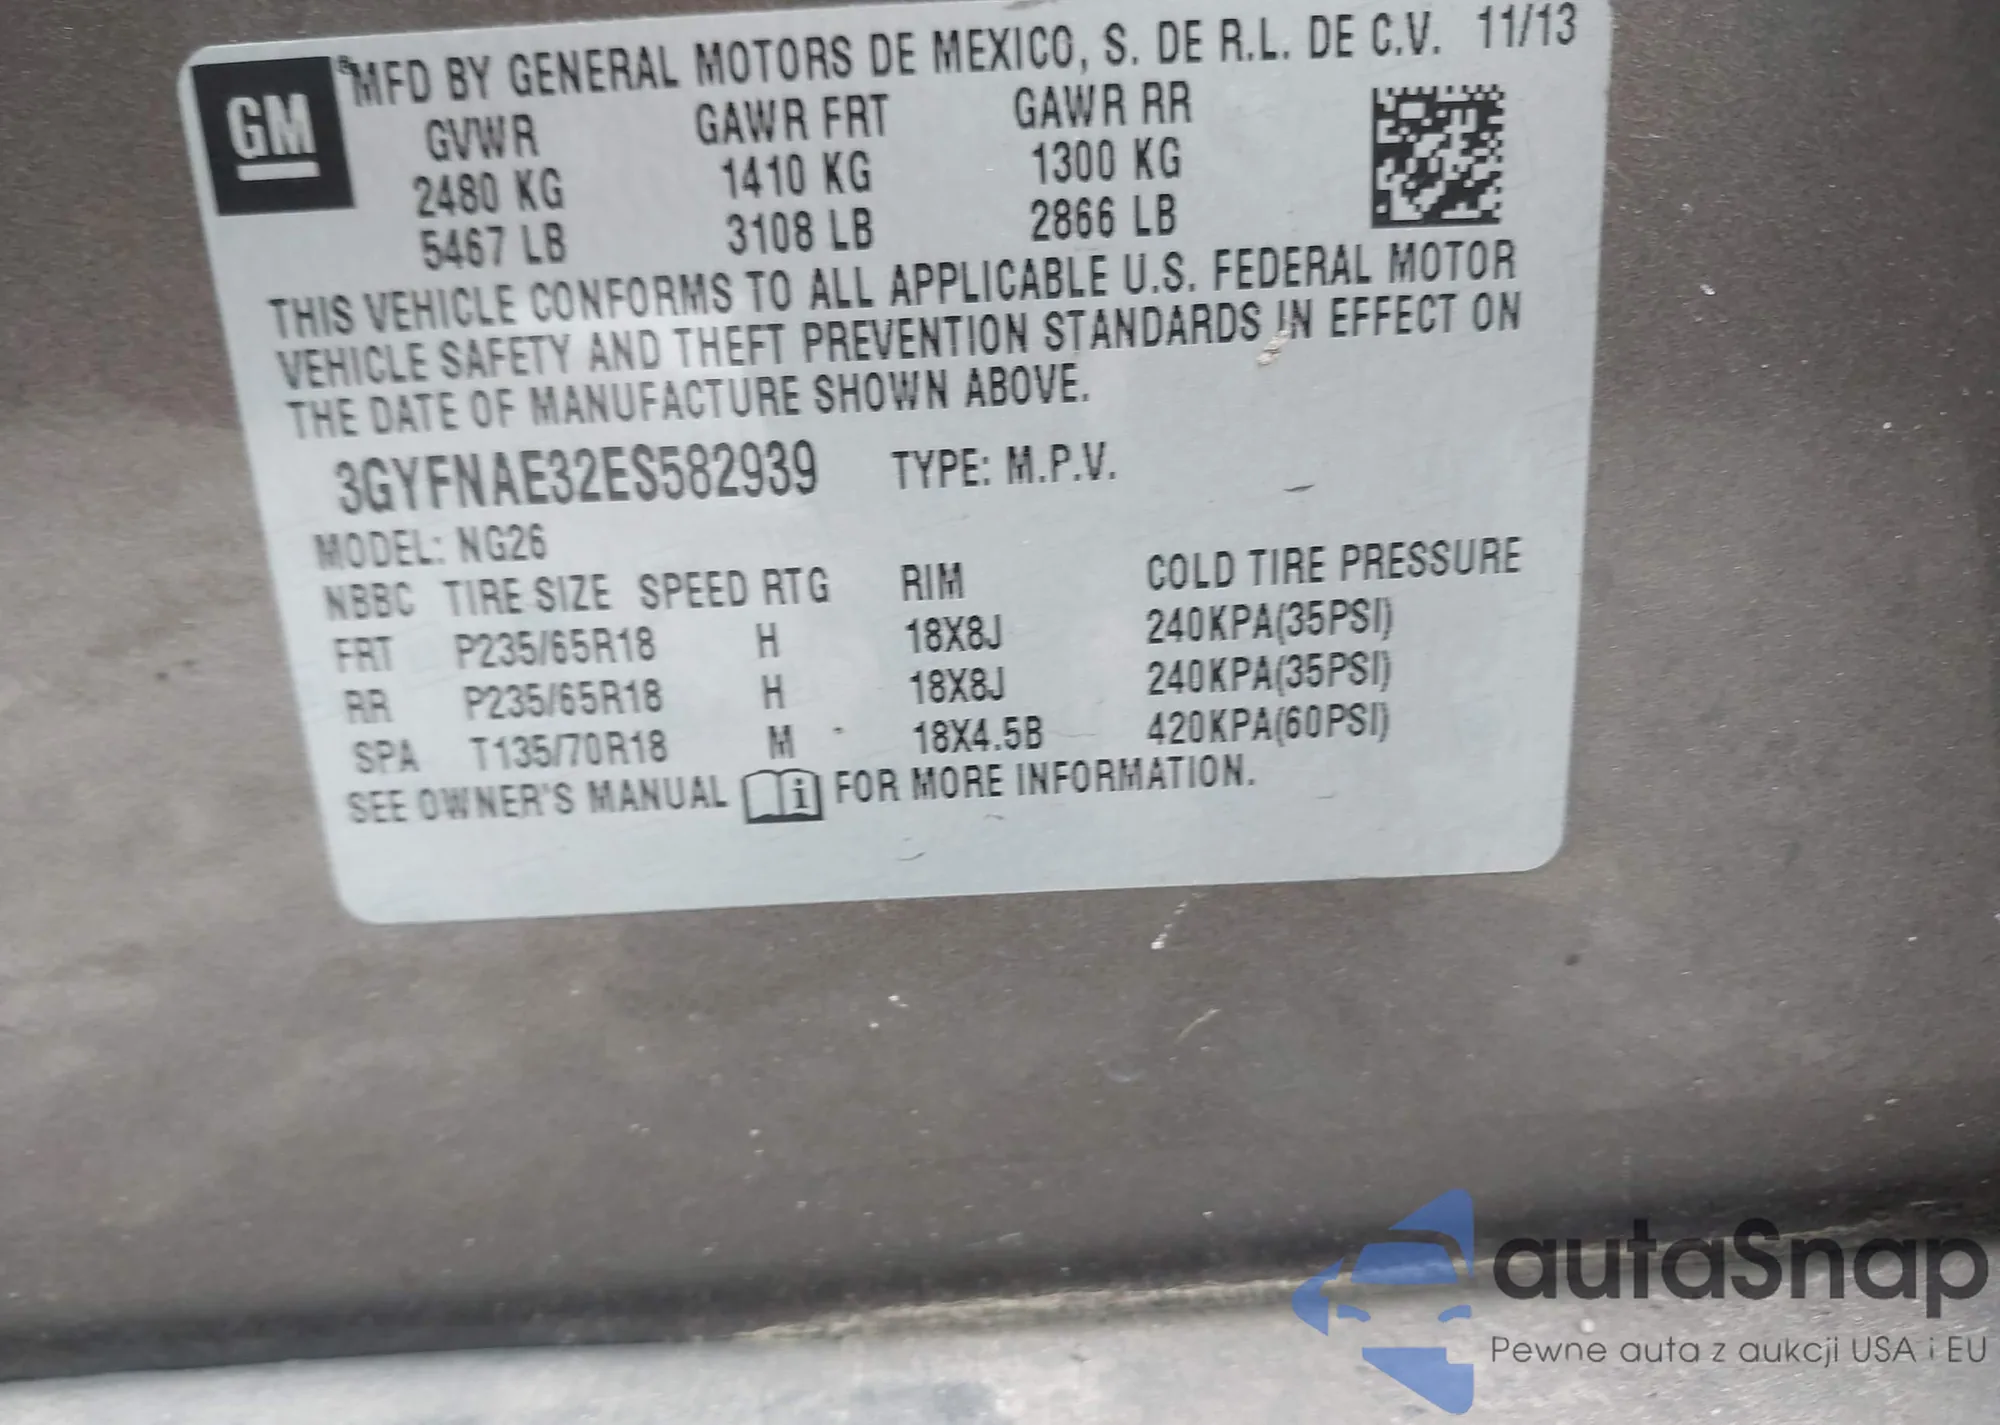 GM
®MFD BY GENERAL MOTORS DE MEXICO, S. DE R.L. DE C.V. 11/13
GVWR GAWR FRT GAWR RR
2480 KG 1410 KG 1300 KG
5467 LB 3108 LB 2866 LB
THIS VEHICLE CONFORMS TO ALL APPLICABLE U.S. FEDERAL MOTOR
VEHICLE SAFETY AND THEFT PREVENTION STANDARDS IN EFFECT ON
THE DATE OF MANUFACTURE SHOWN ABOVE.
3GYFNAE32ES582939 TYPE: M.P.V.
MODEL: NG26
NBBC TIRE SIZE SPEED RTG RIM COLD TIRE PRESSURE
FRT P235/65R18 H 18X8J 240KPA(35PSI)
RR P235/65R18 H 18X8J 240KPA(35PSI)
SPA T135/70R18 M 18X4.5B 420KPA(60PSI)
SEE OWNER'S MANUAL i FOR MORE INFORMATION.
autaSnap
Pewne auta z aukcji USA i EU